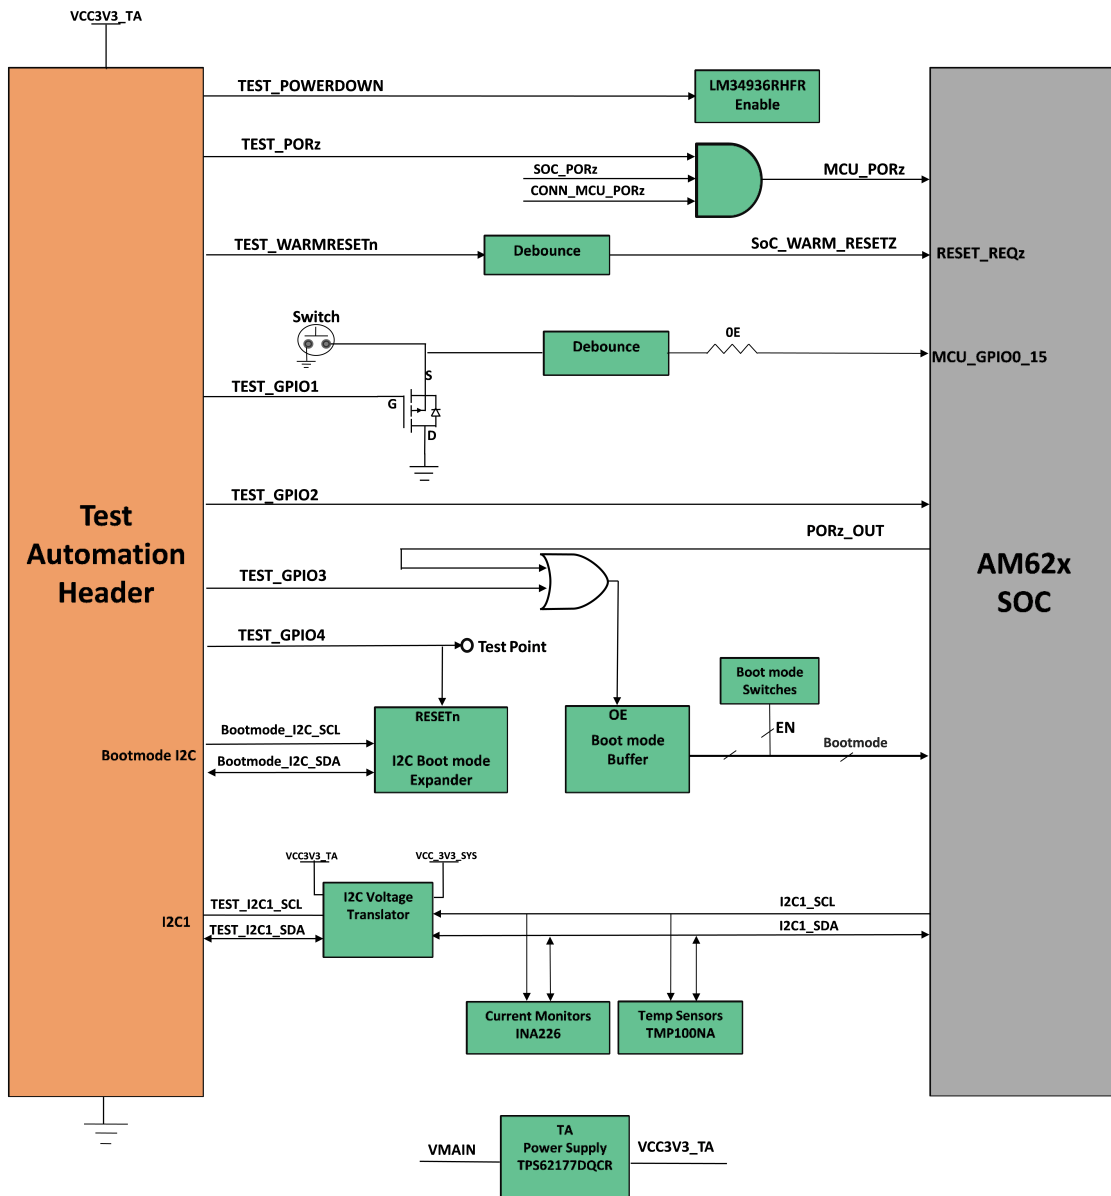 VCC3V3_TA
TEST_POWERDOWN
LM34936RHFR
Enable
TEST_PORz
SOC_PORz
CONN_MCU_PORz
MCU_PORz
TEST_WARMRESETn
Debounce
SoC_WARM_RESETZ
RESET_REQz
Switch
Debounce
0E
MCU_GPIO0_15
S
TEST_GPIO1
G
D
TEST_GPIO2
Test
Automation
Header
PORz_OUT
AM62x
SOC
TEST_GPIO3
TEST_GPIO4
Test Point
Boot mode
Switches
RESETn
I2C Boot mode
Expander
OE
Boot mode
Buffer
EN
Bootmode
Bootmode I2C
Bootmode_I2C_SCL
Bootmode_I2C_SDA
VCC3V3_TA
VCC_3V3_SYS
I2C Voltage
Translator
I2C1
TEST_I2C1_SCL
TEST_I2C1_SDA
I2C1_SCL
I2C1_SDA
Current Monitors
INA226
Temp Sensors
TMP100NA
VMAIN
TA
Power Supply
TPS62177DQCR
VCC3V3_TA